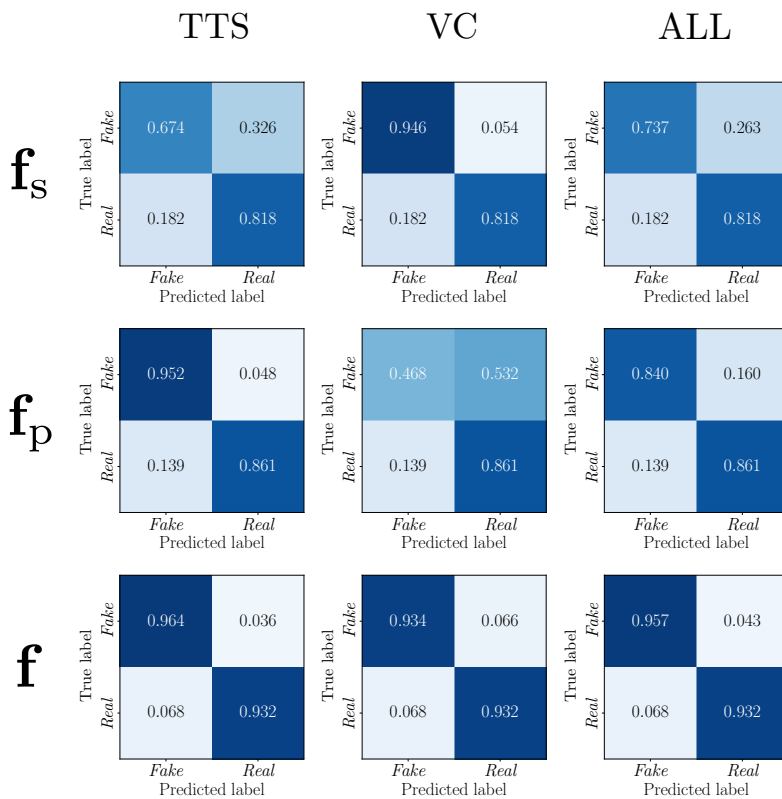 TTS VC ALL
f_s
True label Fake 0.674 0.326
Real 0.182 0.818
Fake Real
Predicted label
True label Fake 0.946 0.054
Real 0.182 0.818
Fake Real
Predicted label
True label Fake 0.737 0.263
Real 0.182 0.818
Fake Real
Predicted label
f_p
True label Fake 0.952 0.048
Real 0.139 0.861
Fake Real
Predicted label
True label Fake 0.468 0.532
Real 0.139 0.861
Fake Real
Predicted label
True label Fake 0.840 0.160
Real 0.139 0.861
Fake Real
Predicted label
f
True label Fake 0.964 0.036
Real 0.068 0.932
Fake Real
Predicted label
True label Fake 0.934 0.066
Real 0.068 0.932
Fake Real
Predicted label
True label Fake 0.957 0.043
Real 0.068 0.932
Fake Real
Predicted label